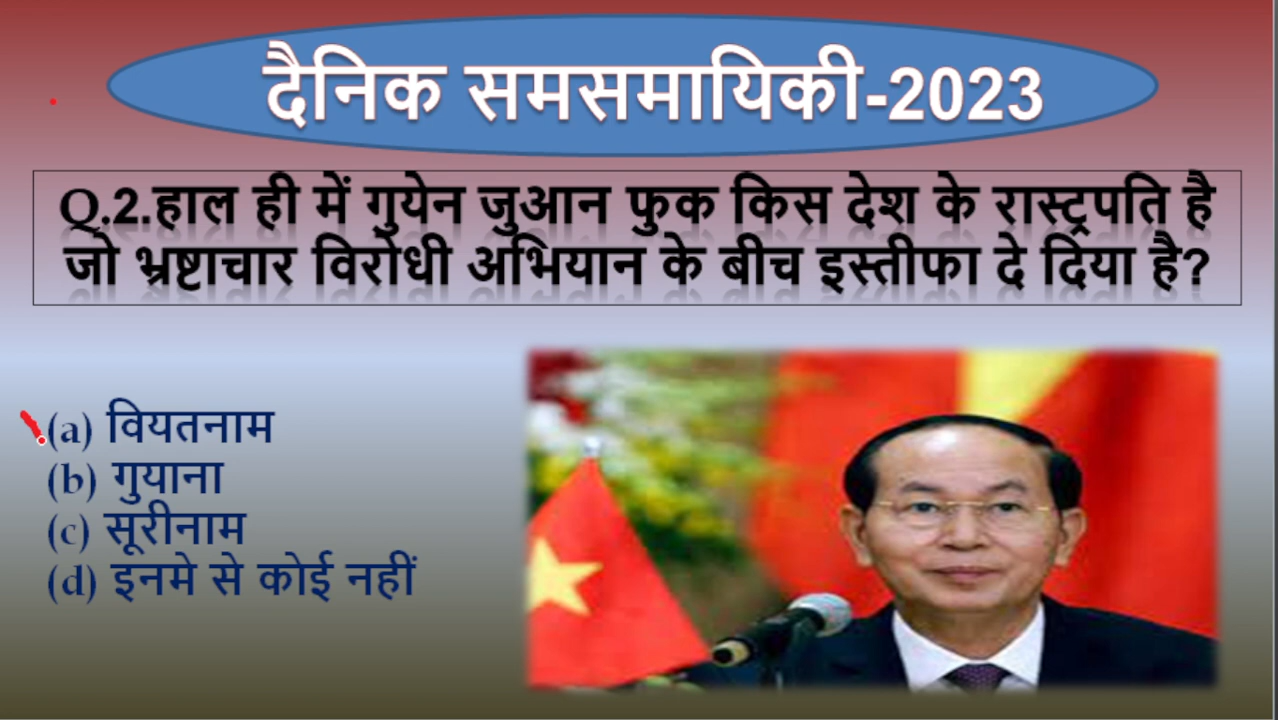 दैनिक समसमायिकी-2023
Q.2.हाल ही में गुयेन जुआन फुक किस देश के रास्ट्रपति है
जो भ्रष्टाचार विरोधी अभियान के बीच इस्तीफा दे दिया है?
(a) वियतनाम
(b) गुयाना
(c) सूरीनाम
(d) इनमे से कोई नहीं